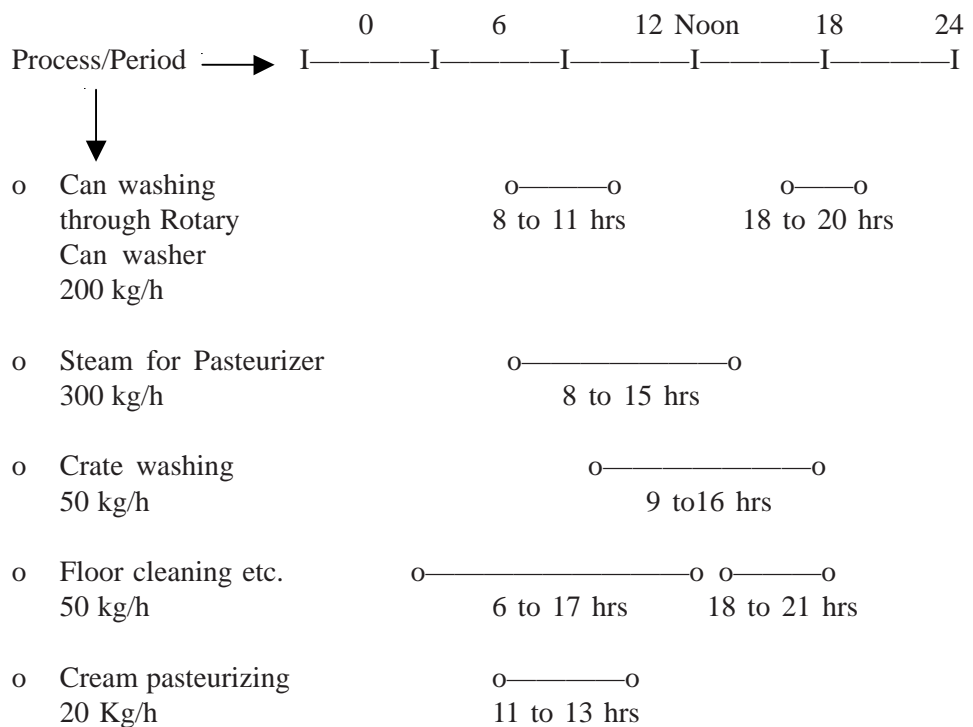 0 6 12 Noon 18 24
Process/Period I————I————I————I————I————I
o Can washing o———o o——o
through Rotary 8 to 11 hrs 18 to 20 hrs
Can washer
200 kg/h
o Steam for Pasteurizer o———————o
300 kg/h 8 to 15 hrs
o Crate washing o———————o
50 kg/h 9 to16 hrs
o Floor cleaning etc. o—————————o o———o
50 kg/h 6 to 17 hrs 18 to 21 hrs
o Cream pasteurizing o————o
20 Kg/h 11 to 13 hrs